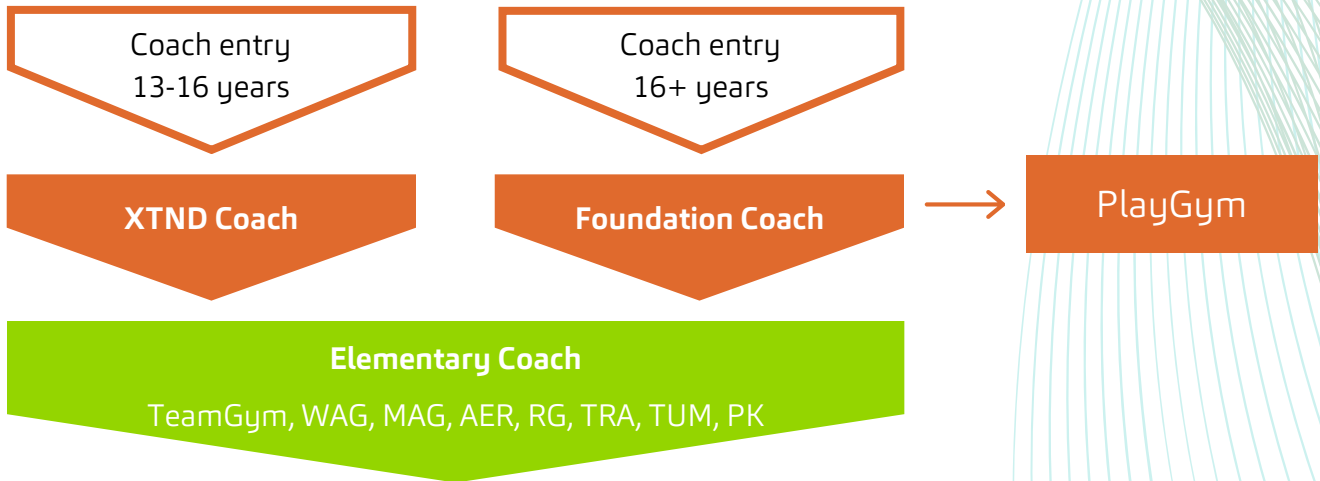 Coach entry
13-16 years
Coach entry
16+ years
XTND Coach
Foundation Coach
PlayGym
Elementary Coach
TeamGym, WAG, MAG, AER, RG, TRA, TUM, PK